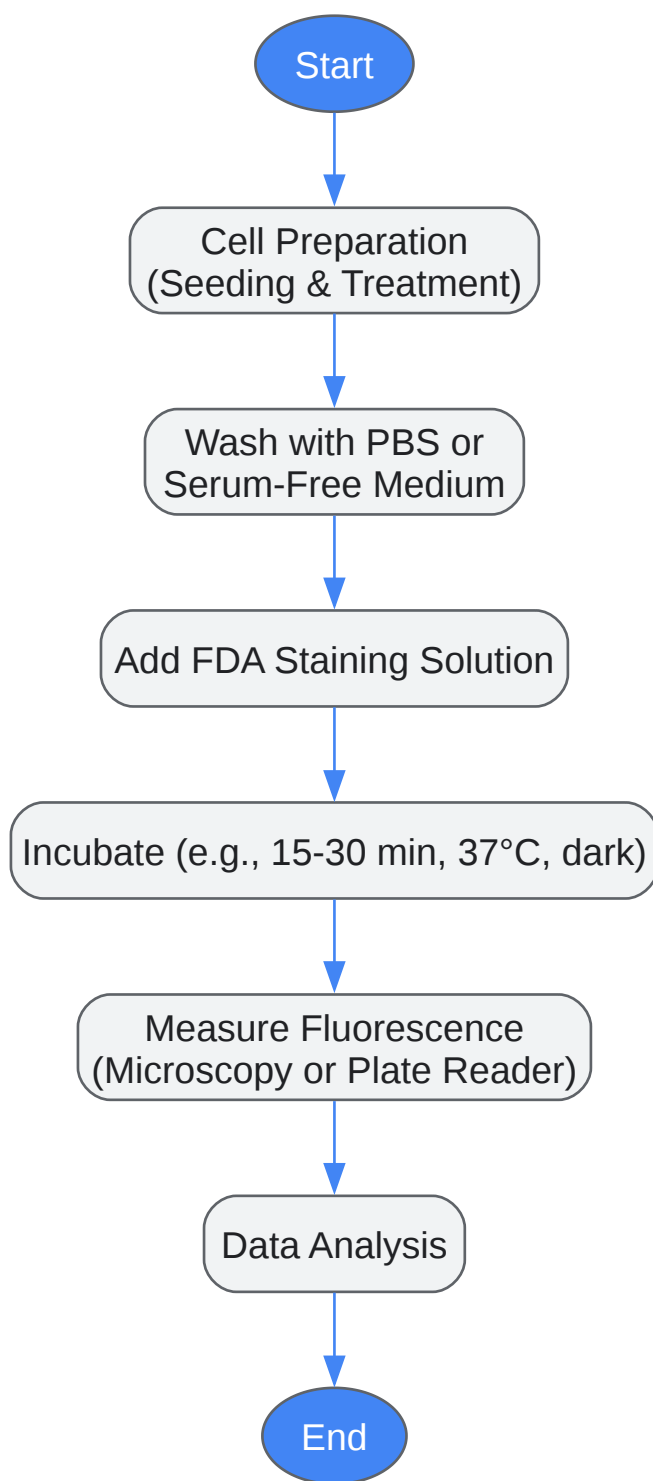 Start
Cell Preparation
(Seeding & Treatment)
Wash with PBS or
Serum-Free Medium
Add FDA Staining Solution
Incubate (e.g., 15-30 min, 37°C, dark)
Measure Fluorescence
(Microscopy or Plate Reader)
Data Analysis
End